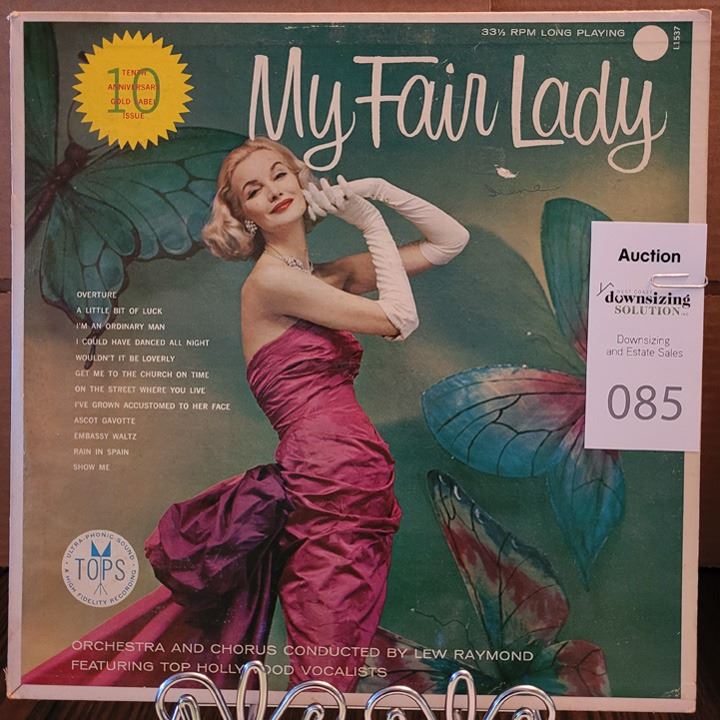 33⅓ RPM LONG PLAYING
L1537
My Fair Lady
10
TENTH
ANNIVERSARY
GOLD LABEL
ISSUE
Auction
WEST COAST
downsizing
SOLUTION
Downsizing
and Estate Sales
085
OVERTURE
A LITTLE BIT OF LUCK
I'M AN ORDINARY MAN
I COULD HAVE DANCED ALL NIGHT
WOULDN'T IT BE LOVERLY
GET ME TO THE CHURCH ON TIME
ON THE STREET WHERE YOU LIVE
I'VE GROWN ACCUSTOMED TO HER FACE
ASCOT GAVOTTE
EMBASSY WALTZ
RAIN IN SPAIN
SHOW ME
ULTRA-PHONIC SOUND
TOPS
A HIGH FIDELITY RECORDING
ORCHESTRA AND CHORUS CONDUCTED BY LEW RAYMOND
FEATURING TOP HOLLYWOOD VOCALISTS